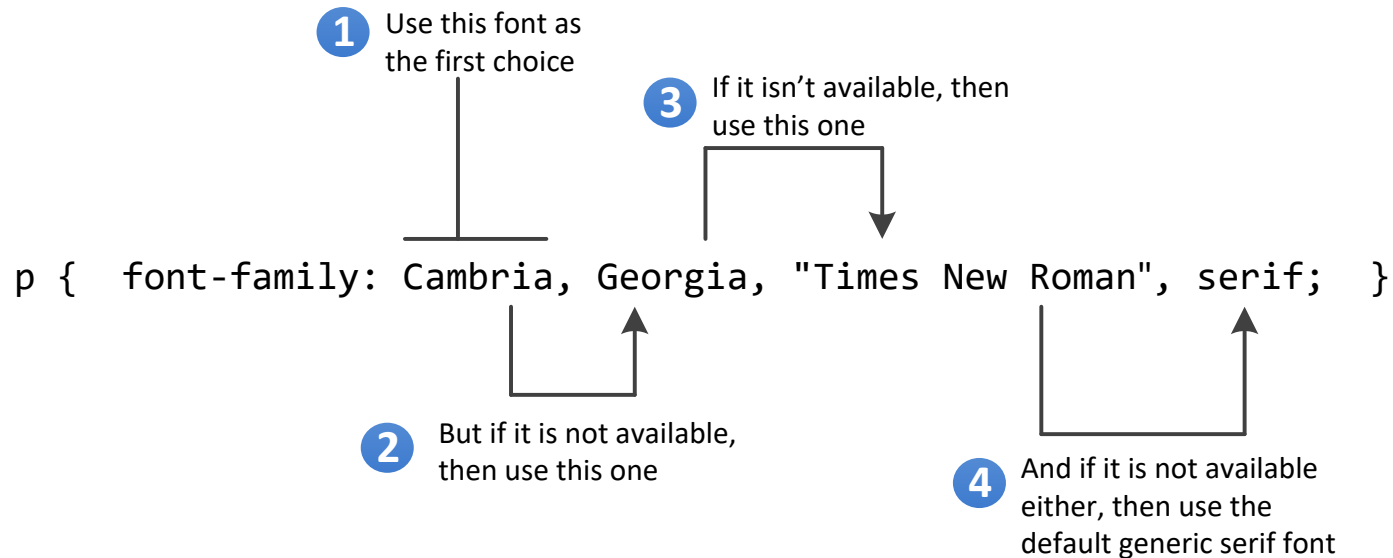 1 Use this font as
the first choice
3 If it isn’t available, then
use this one
p {  font-family: Cambria, Georgia, "Times New Roman", serif;  }
2 But if it is not available,
then use this one
4 And if it is not available
either, then use the
default generic serif font